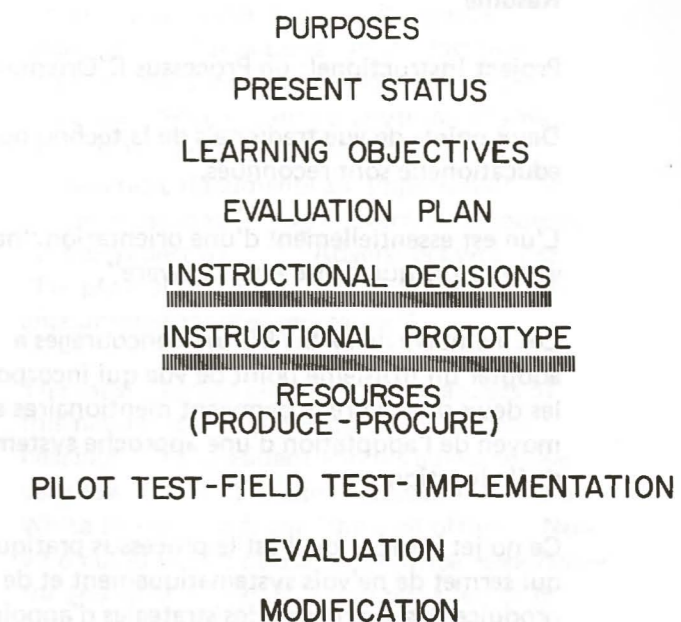 PURPOSES
PRESENT STATUS
LEARNING OBJECTIVES
EVALUATION PLAN
INSTRUCTIONAL DECISIONS
INSTRUCTIONAL PROTOTYPE
RESOURSES
(PRODUCE-PROCURE)
PILOT TEST-FIELD TEST-IMPLEMENTATION
EVALUATION
MODIFICATION